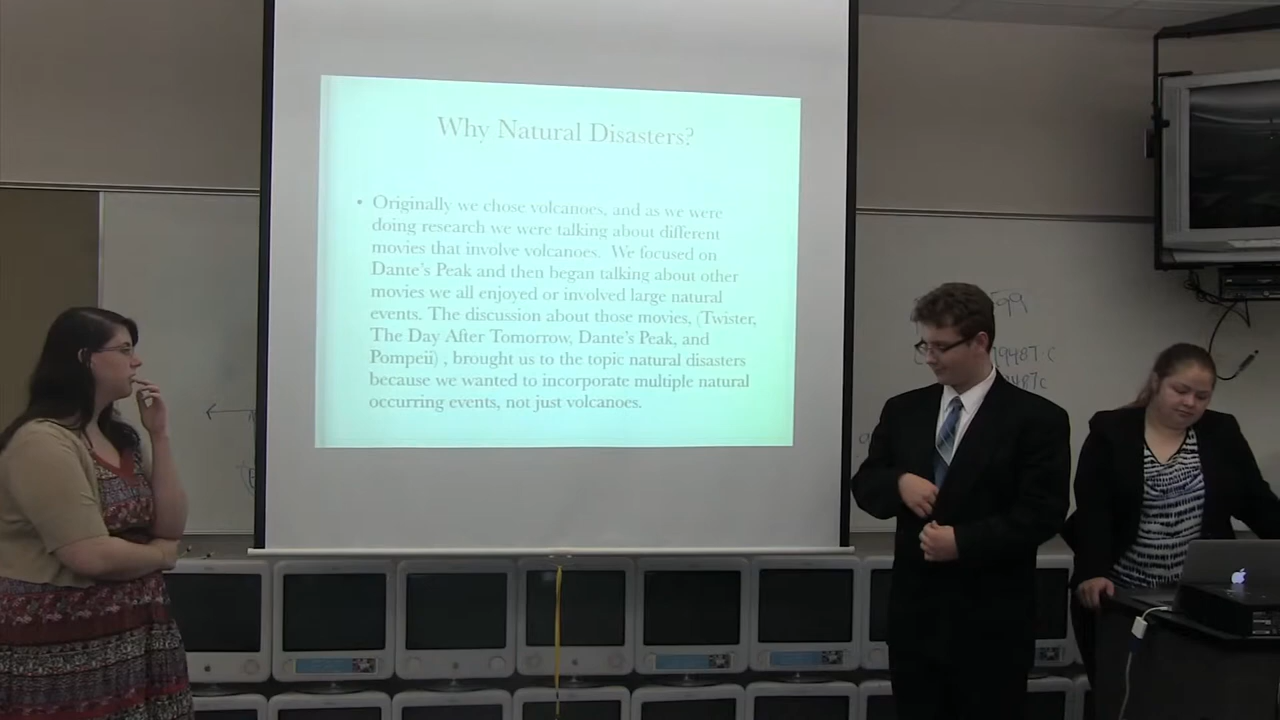 Why Natural Disasters?
• Originally we chose volcanoes, and as we were
doing research we were talking about different
movies that involve volcanoes. We focused on
Dante's Peak and then began talking about other
movies we all enjoyed or involved large natural
events. The discussion about those movies, (Twister,
The Day After Tomorrow, Dante's Peak, and
Pompeii) , brought us to the topic natural disasters
because we wanted to incorporate multiple natural
occurring events, not just volcanoes.